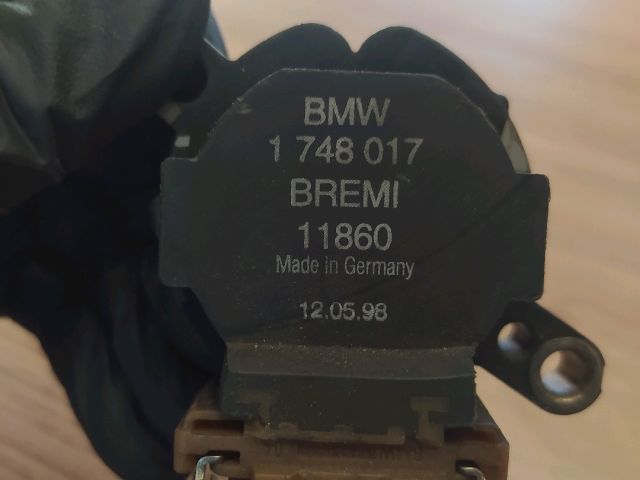 BMW
1 748 017
BREMI
11860
Made in Germany
12.05.98